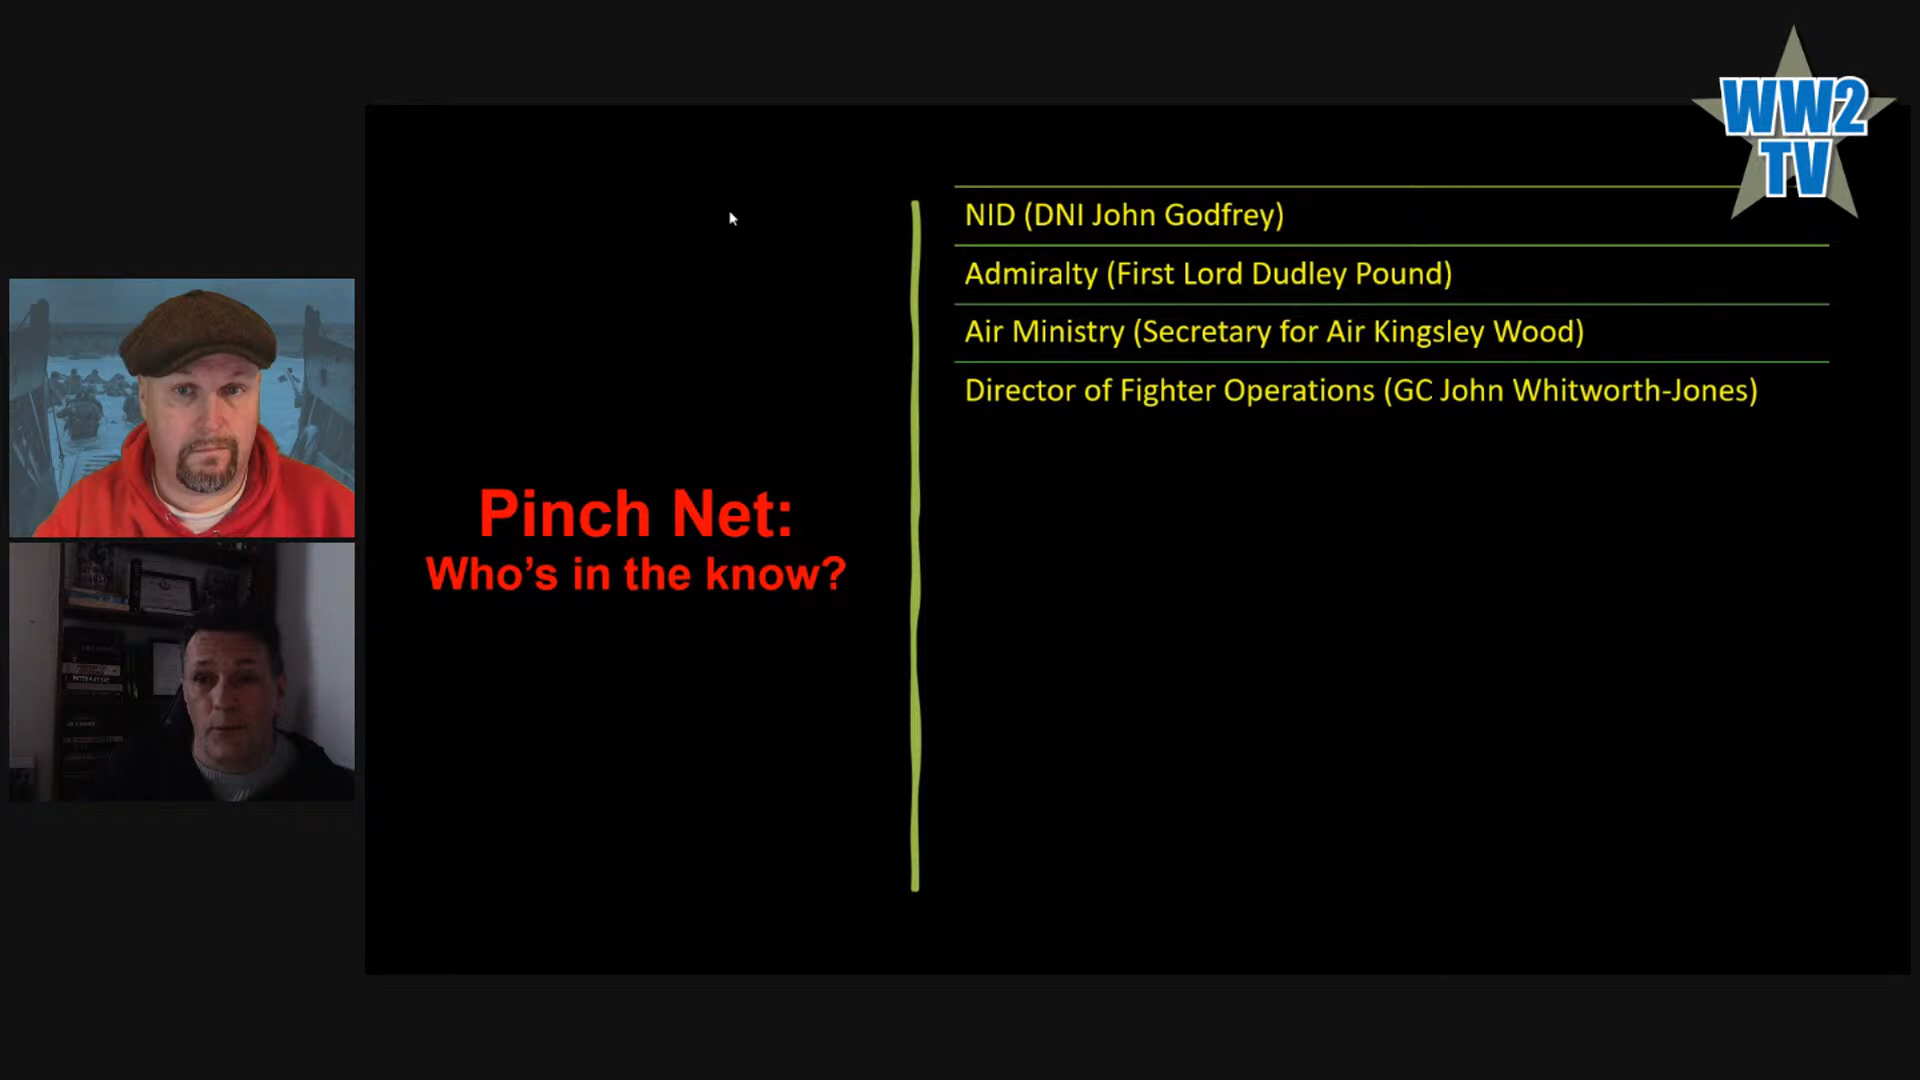 WW2
TV
NID (DNI John Godfrey)
Admiralty (First Lord Dudley Pound)
Air Ministry (Secretary for Air Kingsley Wood)
Director of Fighter Operations (GC John Whitworth-Jones)
Pinch Net:
Who's in the know?